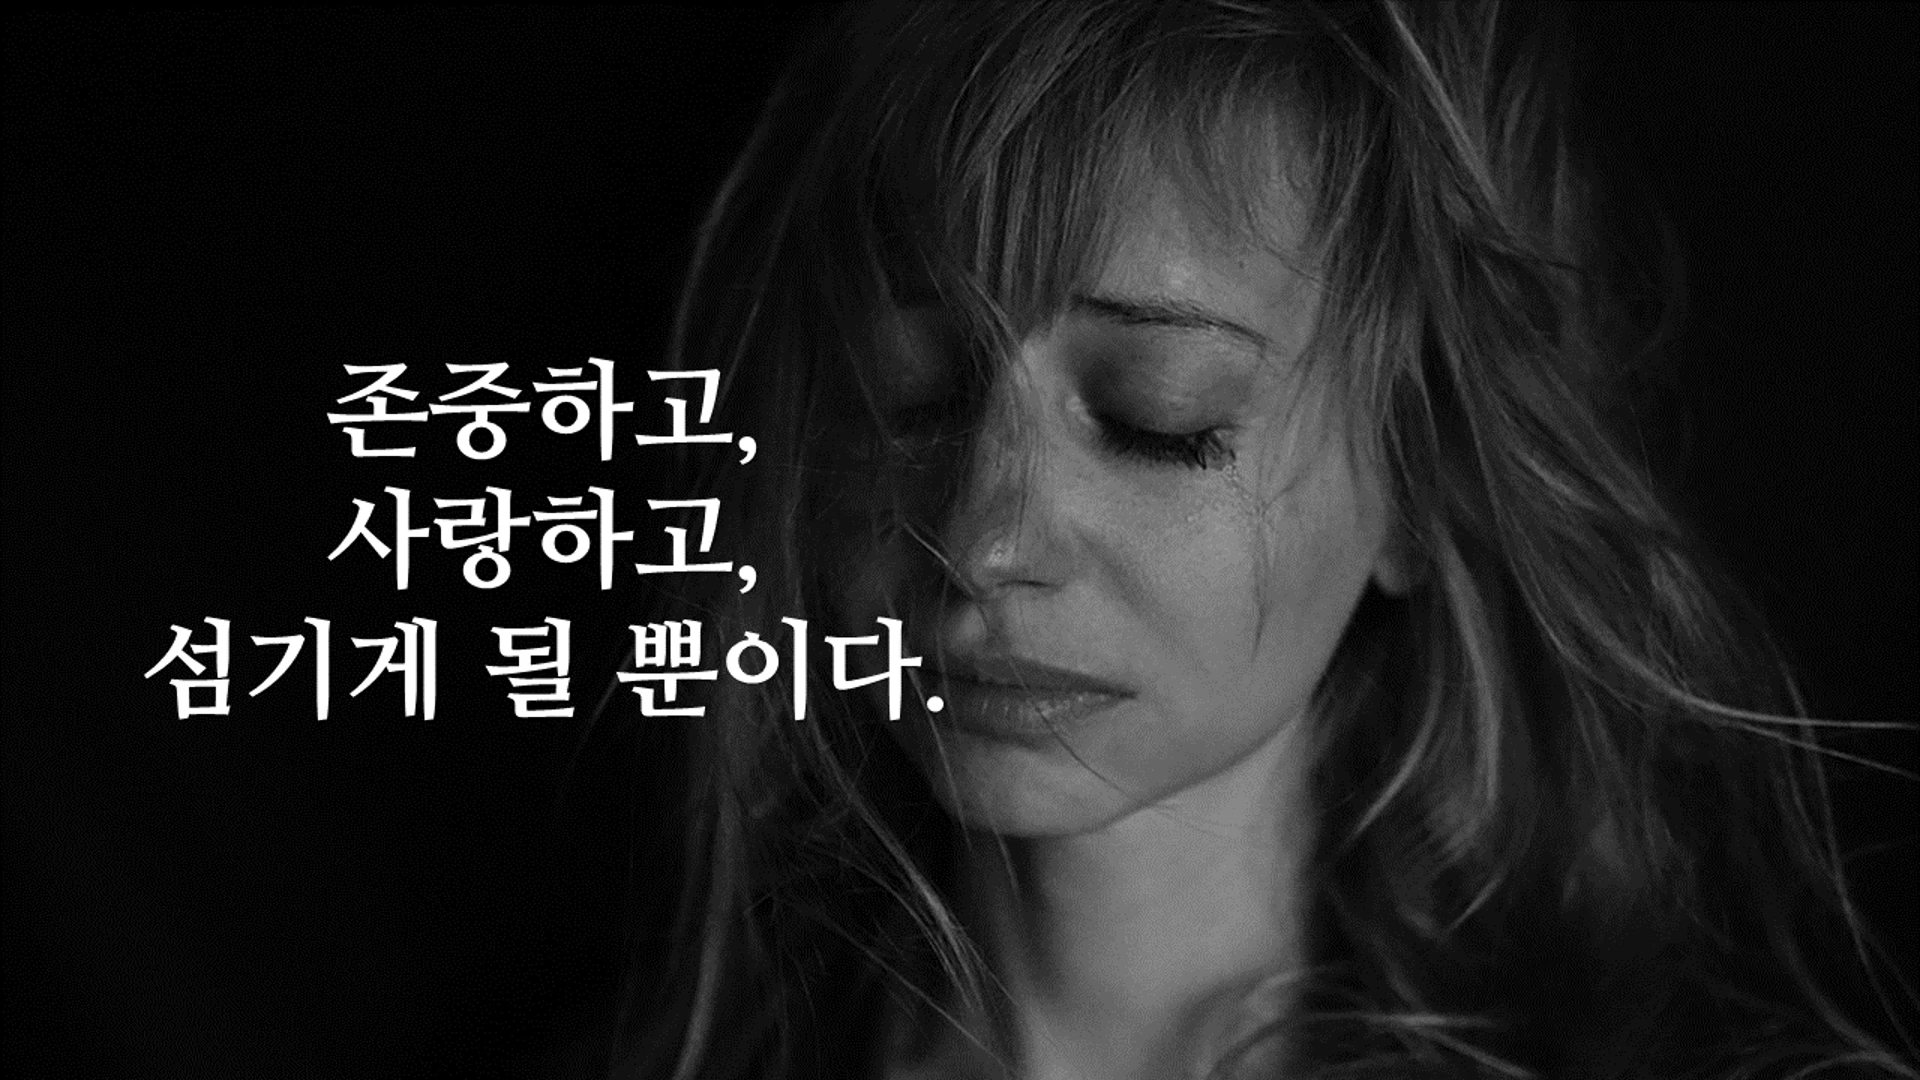 존중하고,
사랑하고,
섬기게 될 뿐이다.